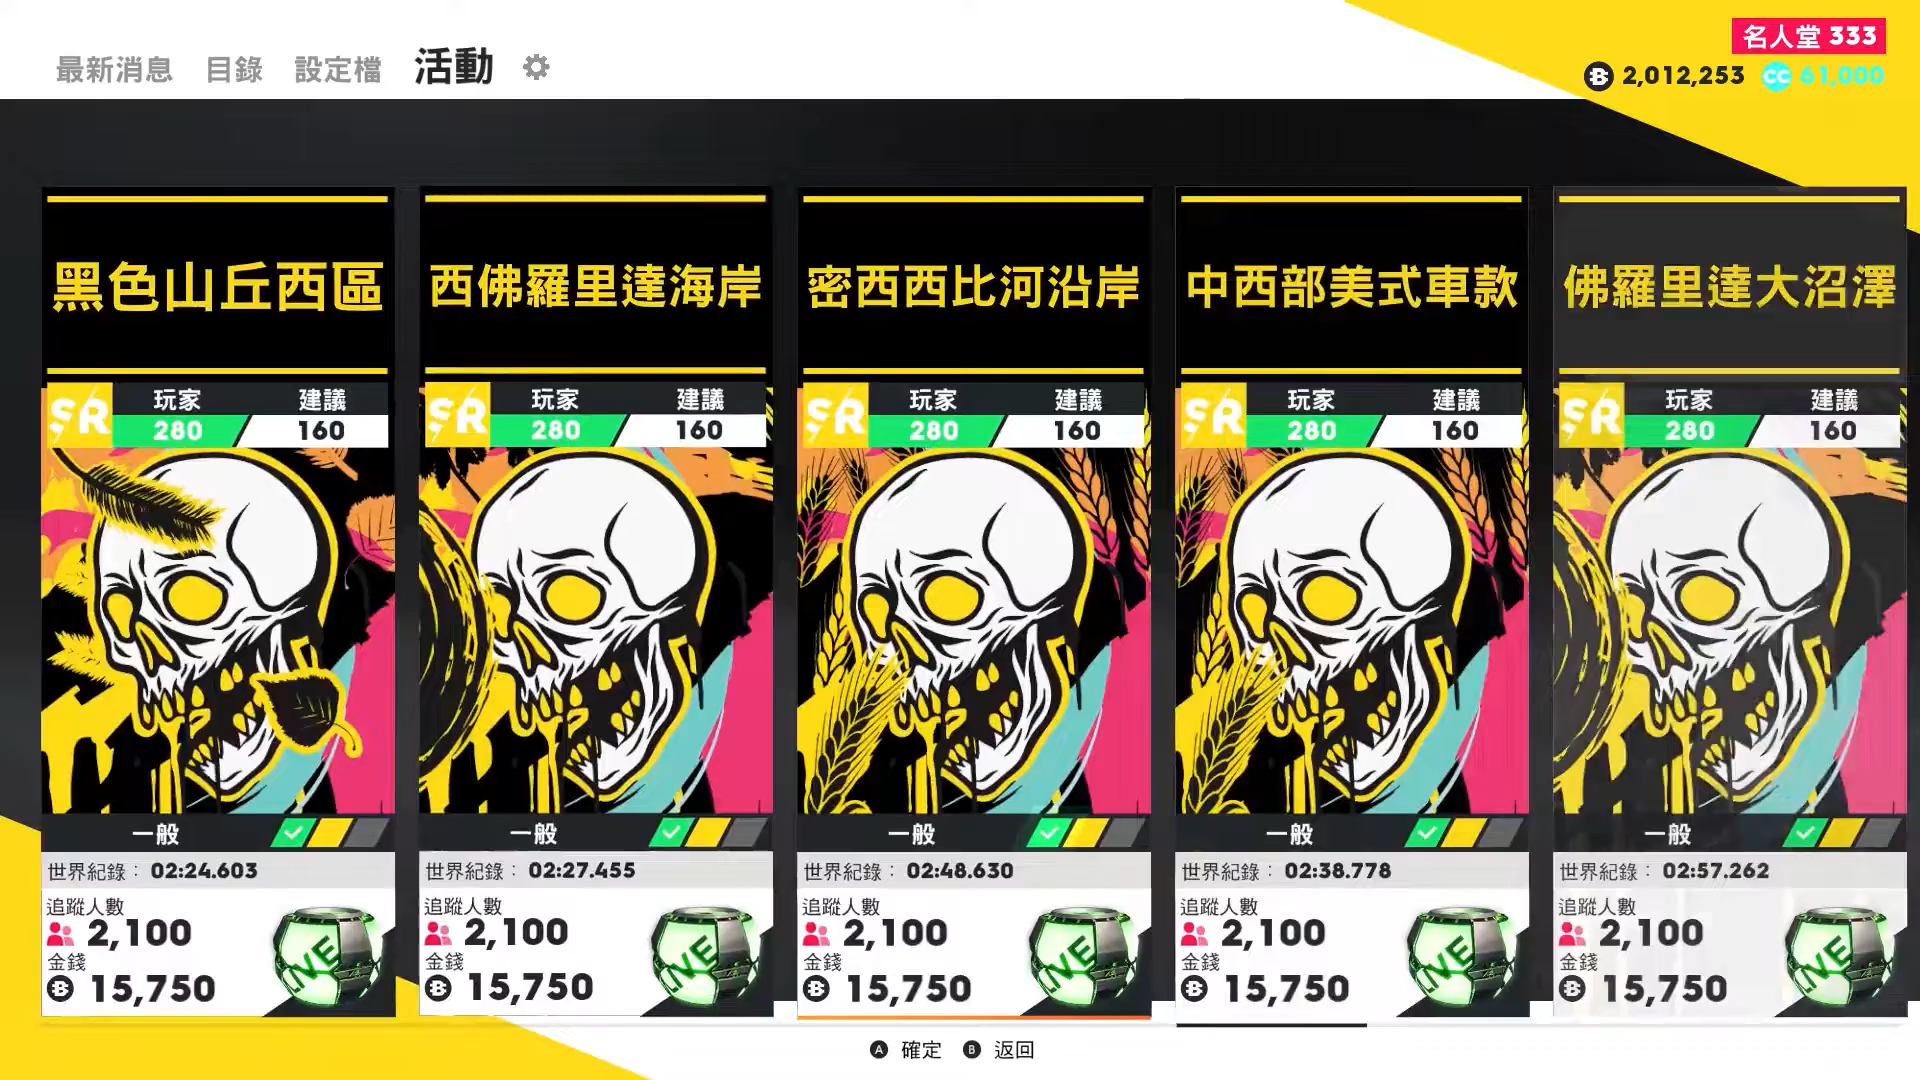 最新消息 目錄 設定檔 活動
名人堂 333
2,012,253 CC 61,000
黑色山丘西區
SR 玩家 280 建議 160
一般
世界紀錄： 02:24.603
追蹤人數
2,100
金錢
15,750
LIVE
西佛羅里達海岸
SR 玩家 280 建議 160
一般
世界紀錄： 02:27.455
追蹤人數
2,100
金錢
15,750
LIVE
密西西比河沿岸
SR 玩家 280 建議 160
一般
世界紀錄： 02:48.630
追蹤人數
2,100
金錢
15,750
LIVE
中西部美式車款
SR 玩家 280 建議 160
一般
世界紀錄： 02:38.778
追蹤人數
2,100
金錢
15,750
LIVE
佛羅里達大沼澤
SR 玩家 280 建議 160
一般
世界紀錄： 02:57.262
追蹤人數
2,100
金錢
15,750
LIVE
A 確定 B 返回